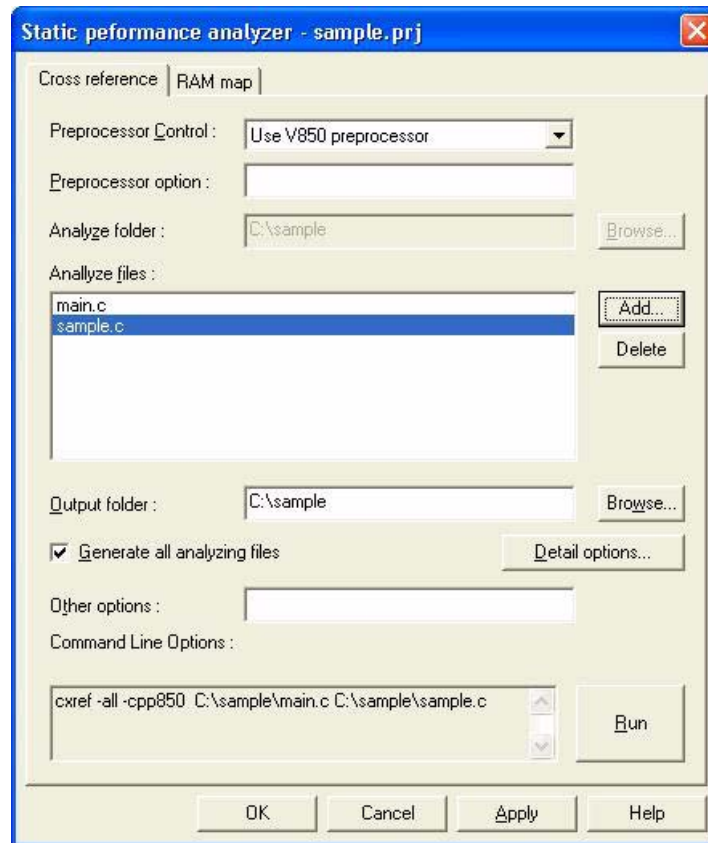 Static peformance analyzer - sample.prj
Cross reference RAM map
Preprocessor Control : Use V850 preprocessor
Preprocessor option :
Analyze folder : C:\sample Browse...
Anallyze files :
main.c Add...
sample.c
Delete
Output folder : C:\sample Browse...
Generate all analyzing files Detail options...
Other options :
Command Line Options :
cxref -all -cpp850 C:\sample\main.c C:\sample\sample.c
Run
OK Cancel Apply Help